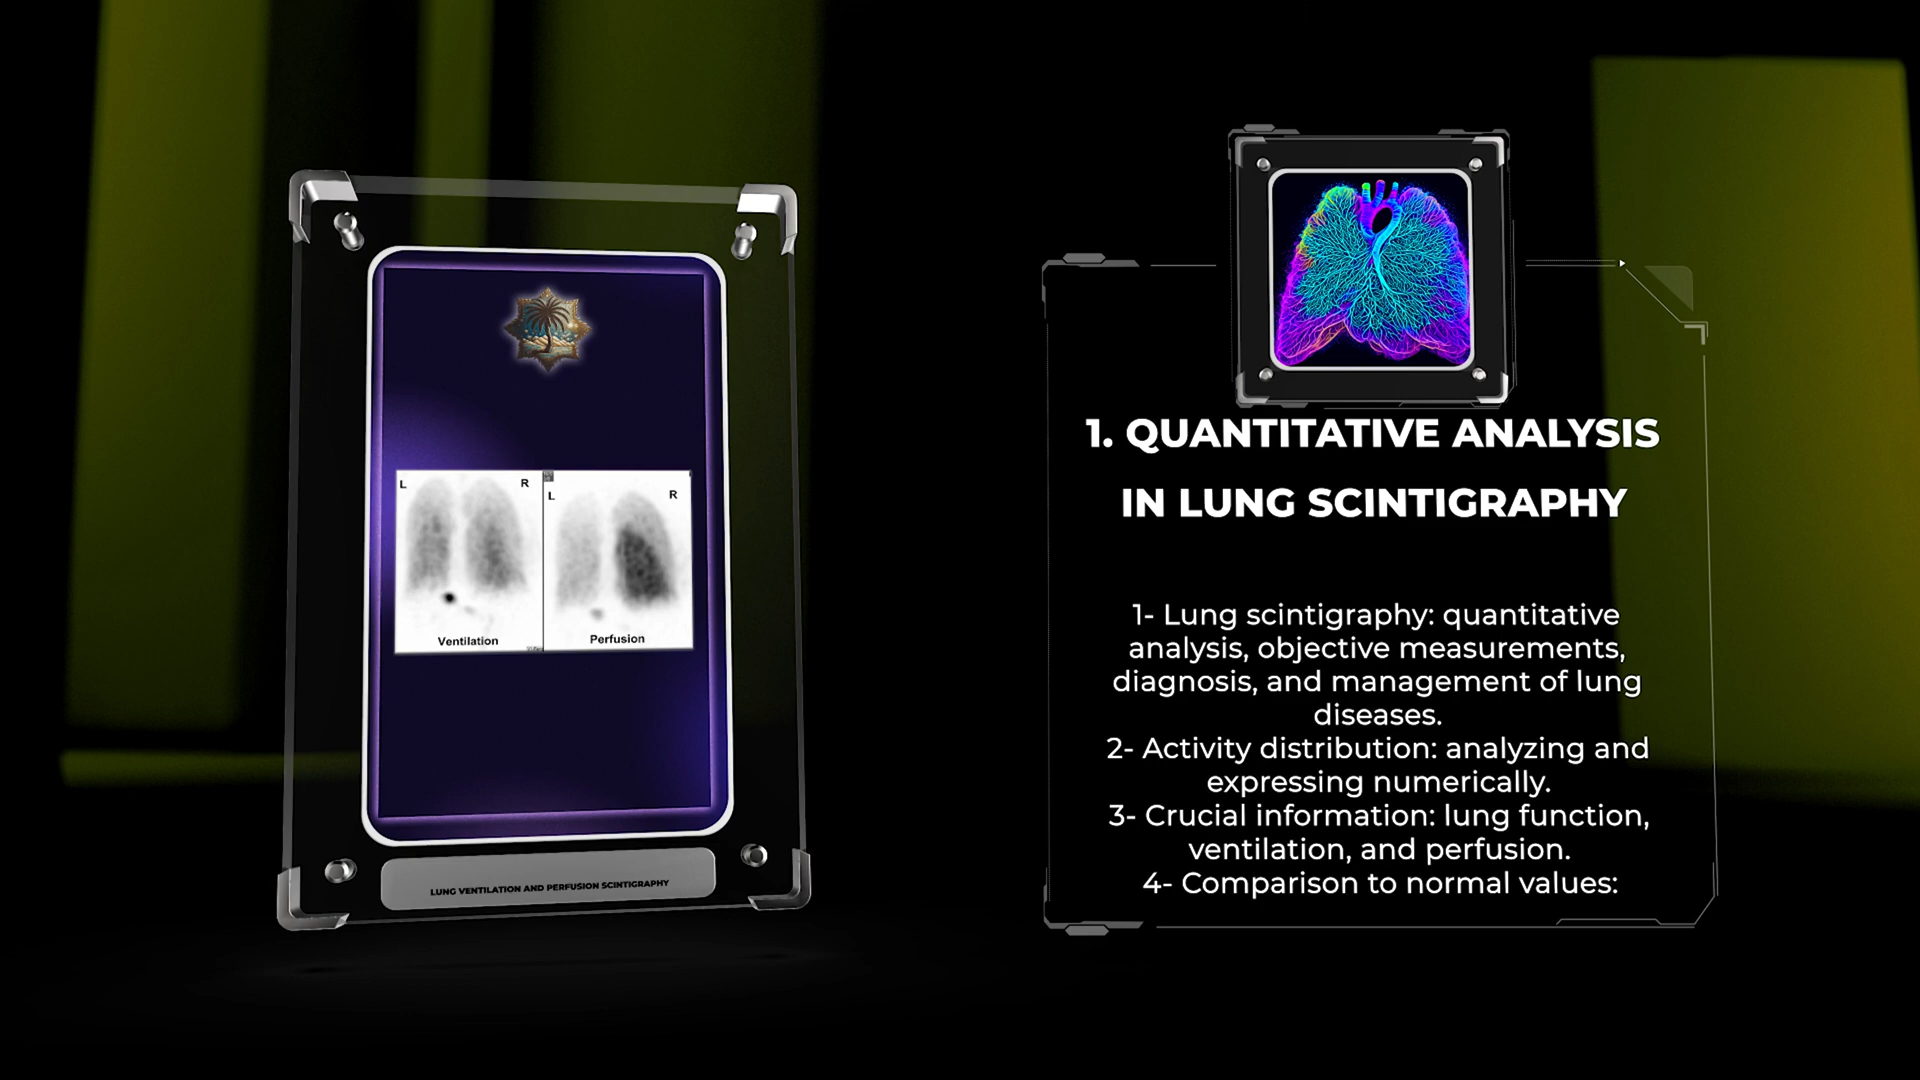 L
R
L
R
Ventilation
Perfusion
LUNG VENTILATION AND PERFUSION SCINTIGRAPHY
1. QUANTITATIVE ANALYSIS
IN LUNG SCINTIGRAPHY
1- Lung scintigraphy: quantitative
analysis, objective measurements,
diagnosis, and management of lung
diseases.
2- Activity distribution: analyzing and
expressing numerically.
3- Crucial information: lung function,
ventilation, and perfusion.
4- Comparison to normal values: